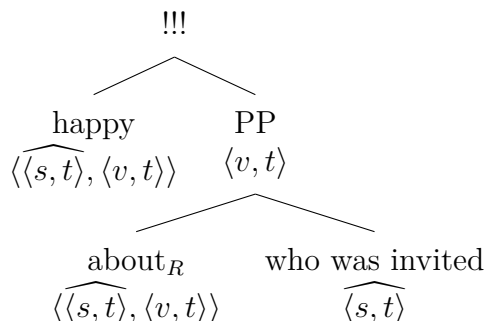 !!!
happy PP
⟨⟨s, t⟩, ⟨v, t⟩⟩ ⟨v, t⟩
about_R who was invited
⟨⟨s, t⟩, ⟨v, t⟩⟩ ⟨s, t⟩